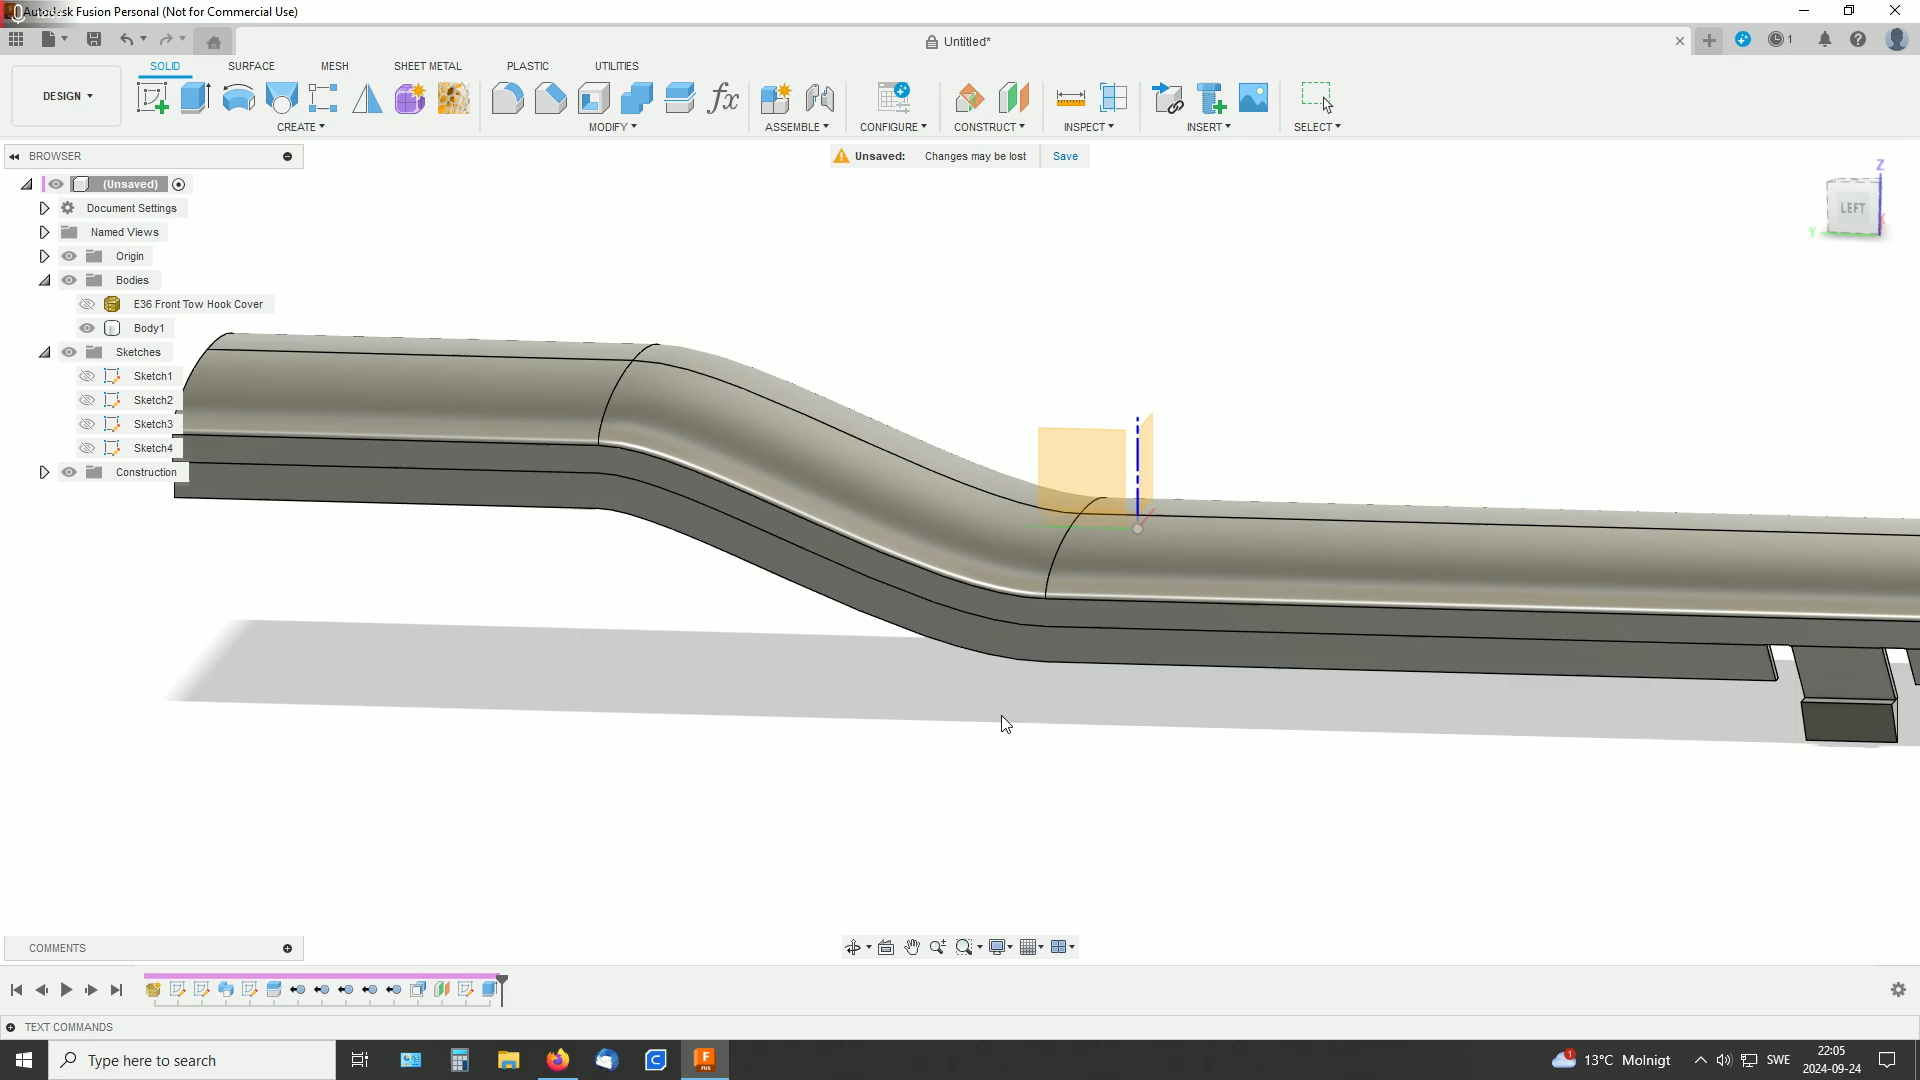 Autodesk Fusion Personal (Not for Commercial Use)
Untitled*
1
SOLID
SURFACE
MESH
SHEET METAL
PLASTIC
UTILITIES
DESIGN
CREATE
MODIFY
ASSEMBLE
CONFIGURE
CONSTRUCT
INSPECT
INSERT
SELECT
BROWSER
Unsaved: Changes may be lost Save
(Unsaved)
Document Settings
Named Views
Origin
Bodies
E36 Front Tow Hook Cover
Body1
Sketches
Sketch1
Sketch2
Sketch3
Sketch4
Construction
Z
LEFT
Y
X
COMMENTS
TEXT COMMANDS
Type here to search
1
13°C Molnigt
SWE
22:05
2024-09-24